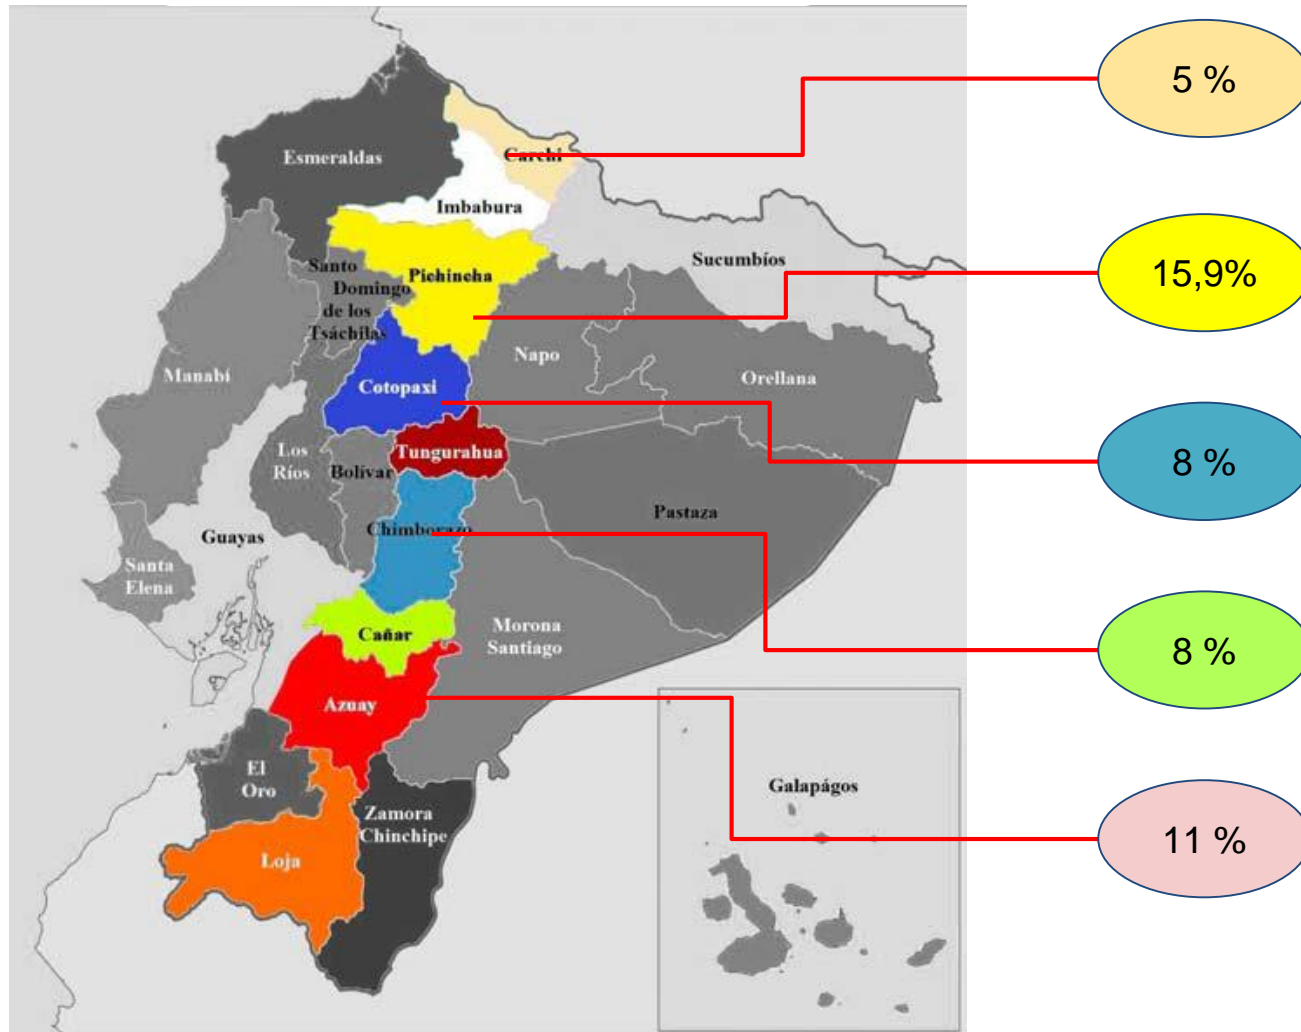 5 %
Esmeraldas
Carchi
Imbabura
Sucumbíos
15,9%
Santo
Domingo
de los
Tsáchilas
Pichincha
Napo
Manabí
Cotopaxi
Orellana
8 %
Los
Ríos
Bolívar
Tungurahua
Pastaza
Guayas
Chimborazo
Santa
Elena
Cañar
Morona
Santiago
8 %
Azuay
El
Oro
Zamora
Chinchipe
Galapágos
11 %
Loja